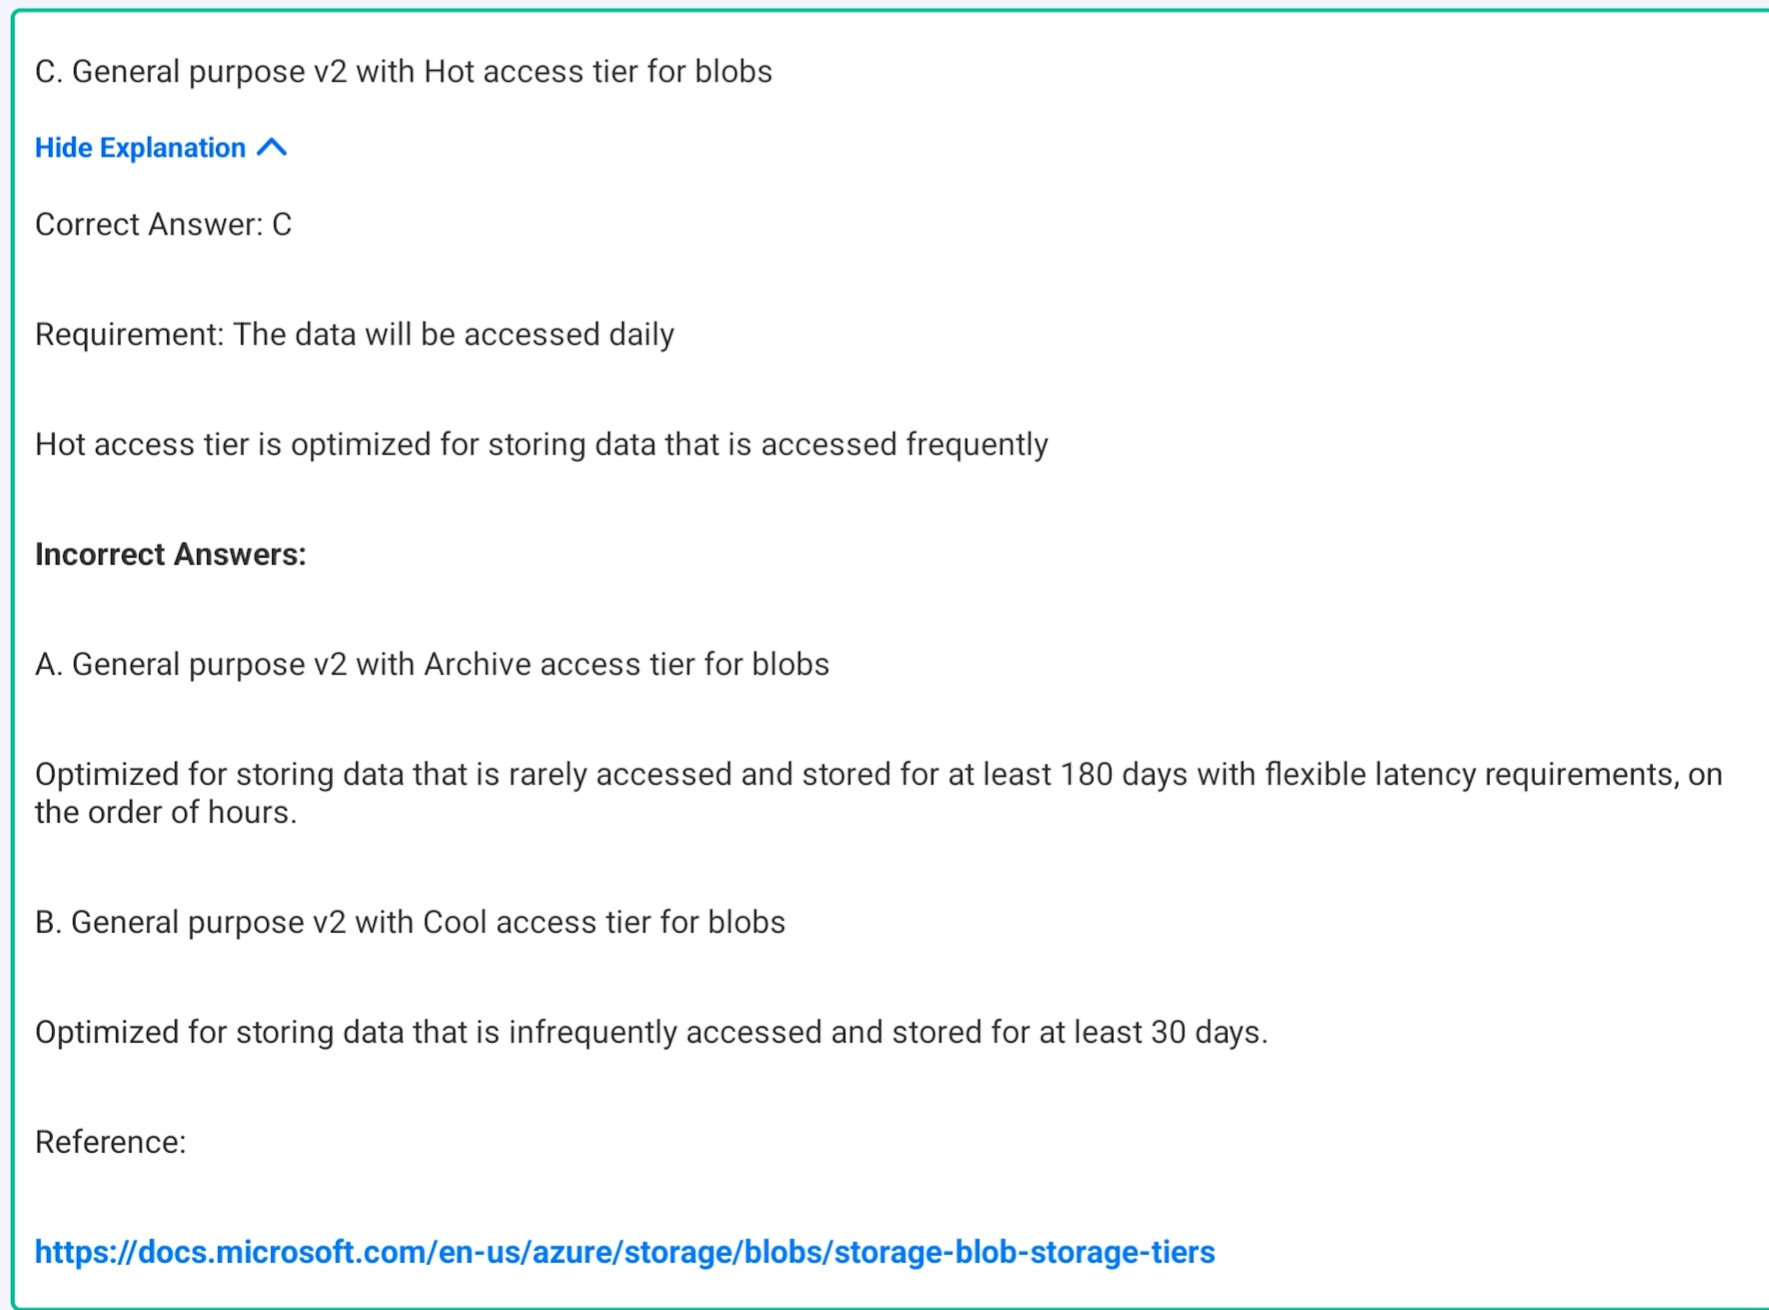 C. General purpose v2 with Hot access tier for blobs
Hide Explanation
Correct Answer: C
Requirement: The data will be accessed daily
Hot access tier is optimized for storing data that is accessed frequently
Incorrect Answers:
A. General purpose v2 with Archive access tier for blobs
Optimized for storing data that is rarely accessed and stored for at least 180 days with flexible latency requirements, on
the order of hours.
B. General purpose v2 with Cool access tier for blobs
Optimized for storing data that is infrequently accessed and stored for at least 30 days.
Reference:
https://docs.microsoft.com/en-us/azure/storage/blobs/storage-blob-storage-tiers